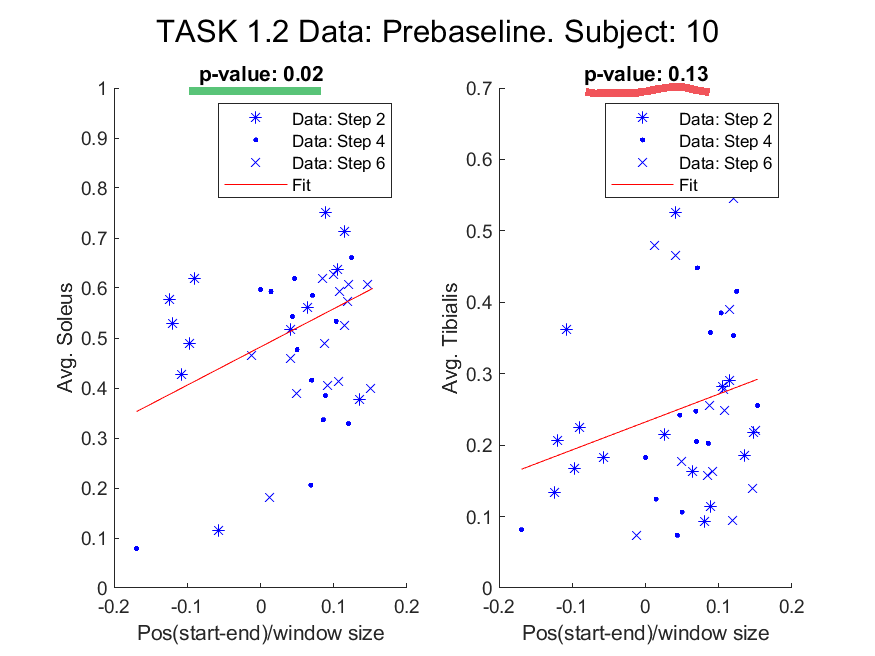 TASK 1.2 Data: Prebaseline. Subject: 10
p-value: 0.02
1
0.9
0.8
0.7
0.6
0.5
0.4
0.3
0.2
0.1
0
Avg. Soleus
Data: Step 2
Data: Step 4
Data: Step 6
Fit
-0.2
-0.1
0
0.1
0.2
Pos(start-end)/window size
p-value: 0.13
0.7
0.6
0.5
0.4
0.3
0.2
0.1
0
Avg. Tibialis
Data: Step 2
Data: Step 4
Data: Step 6
Fit
-0.2
-0.1
0
0.1
0.2
Pos(start-end)/window size